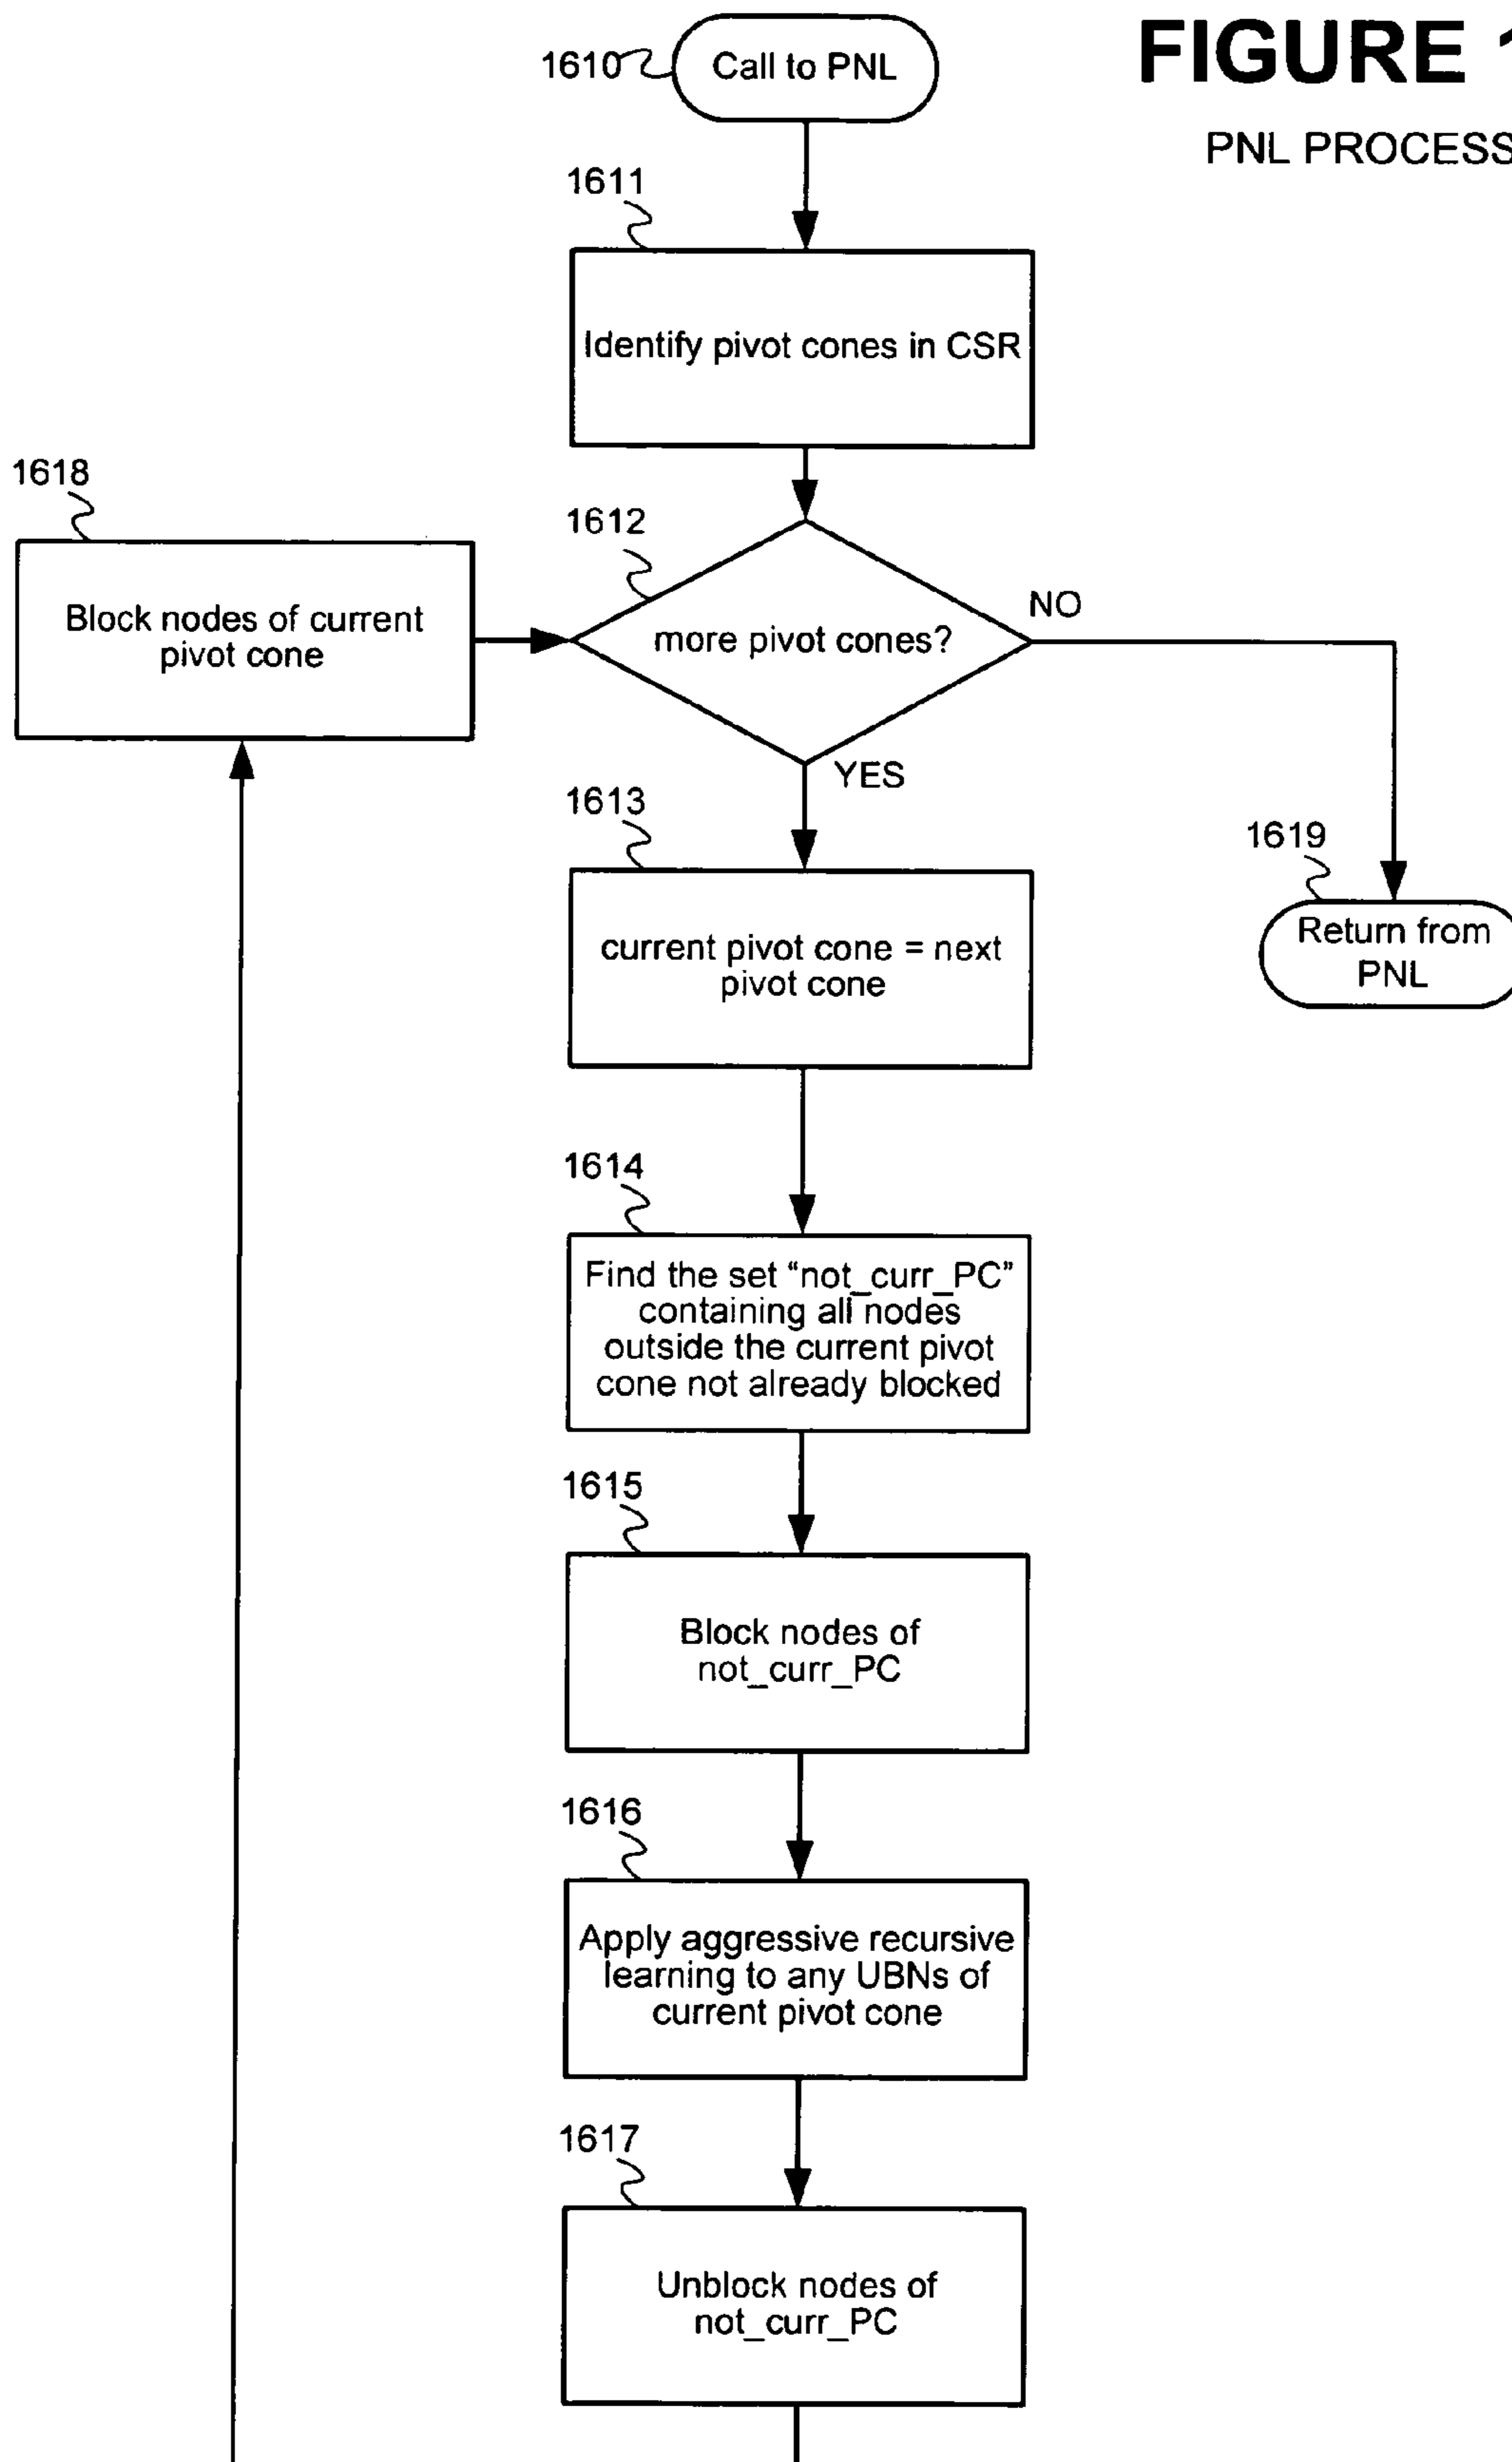 FIGURE 1
PNL PROCESS
1610
Call to PNL
1611
Identify pivot cones in CSR
1618
Block nodes of current
pivot cone
1612
more pivot cones?
NO
YES
1613
current pivot cone = next
pivot cone
1619
Return from
PNL
1614
Find the set “not_curr_PC”
containing all nodes
outside the current pivot
cone not already blocked
1615
Block nodes of
not_curr_PC
1616
Apply aggressive recursive
learning to any UBNs of
current pivot cone
1617
Unblock nodes of
not_curr_PC